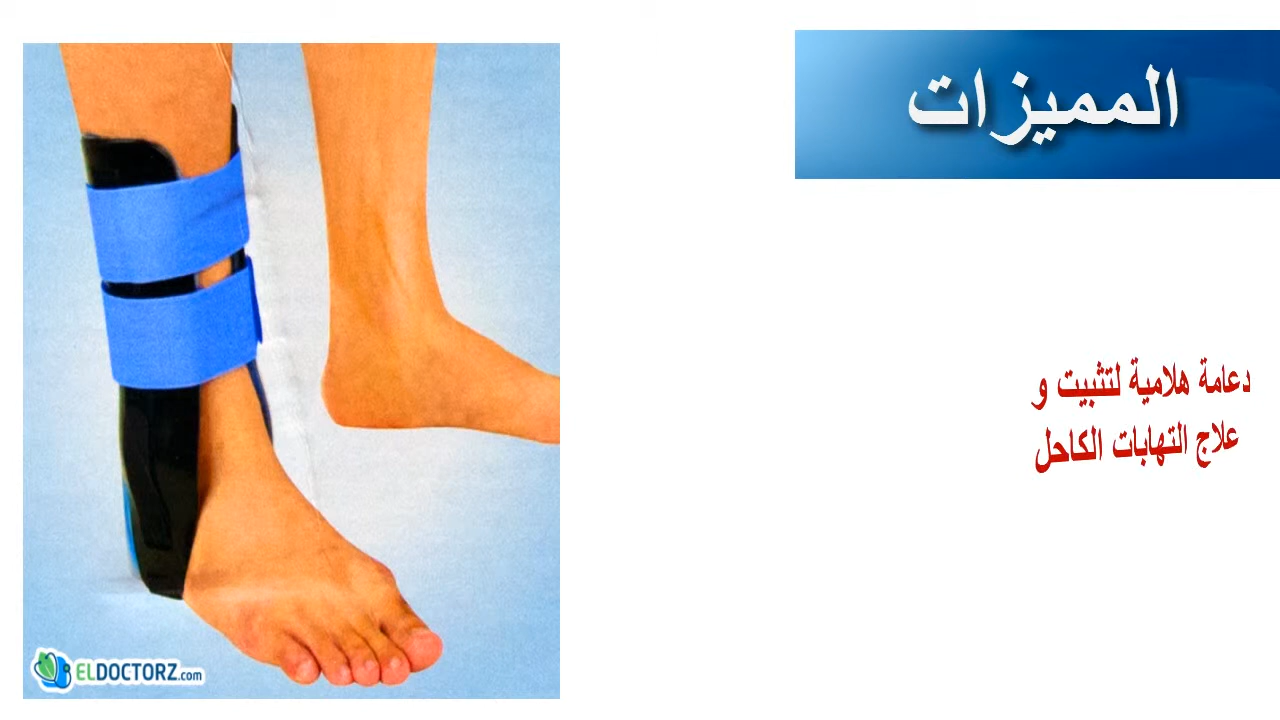 المميزات
دعامة هلامية لتثبيت و
علاج التهابات الكاحل
ELDOCTORZ.com